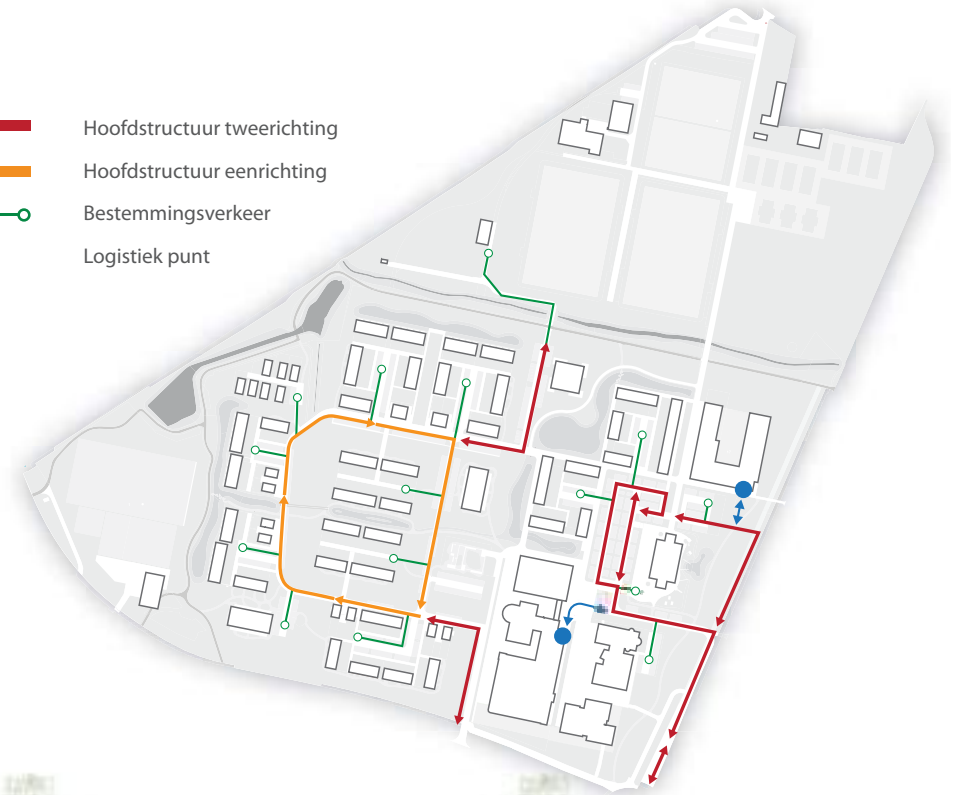 Hoofdstructuur tweerichting
Hoofdstructuur eenrichting
Bestemmingsverkeer
Logistiek punt